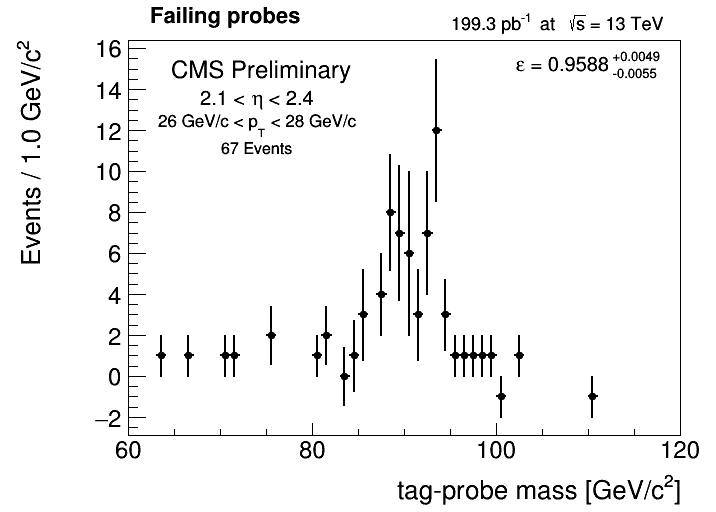 Failing probes
199.3 pb⁻¹ at √s = 13 TeV
CMS Preliminary
2.1 < η < 2.4
26 GeV/c < p_T < 28 GeV/c
67 Events
ε = 0.9588 +0.0049 -0.0055
Events / 1.0 GeV/c²
16
14
12
10
8
6
4
2
0
−2
60 80 100 120
tag-probe mass [GeV/c²]